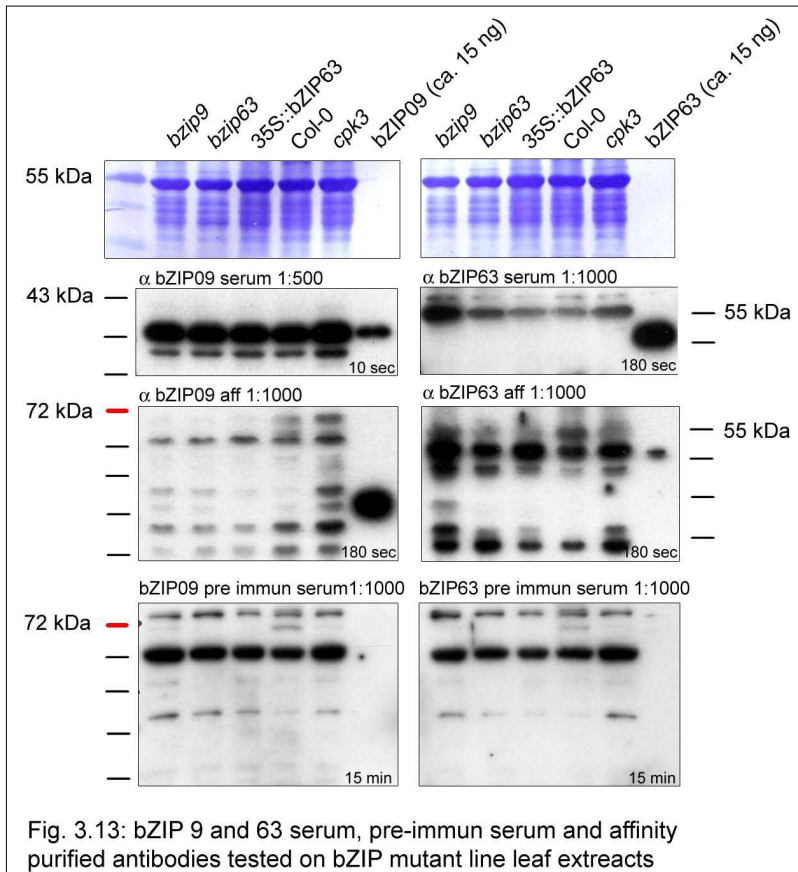 bzip9
bzip63
35S::bZIP63
Col-0
cpk3
bZIP09 (ca. 15 ng)
bzip9
bzip63
35S::bZIP63
Col-0
cpk3
bZIP63 (ca. 15 ng)
55 kDa
α bZIP09 serum 1:500
α bZIP63 serum 1:1000
43 kDa
55 kDa
10 sec
180 sec
α bZIP09 aff 1:1000
α bZIP63 aff 1:1000
72 kDa
55 kDa
180 sec
180 sec
bZIP09 pre immun serum1:1000
bZIP63 pre immun serum 1:1000
72 kDa
15 min
15 min
Fig. 3.13: bZIP 9 and 63 serum, pre-immun serum and affinity
purified antibodies tested on bZIP mutant line leaf extreacts